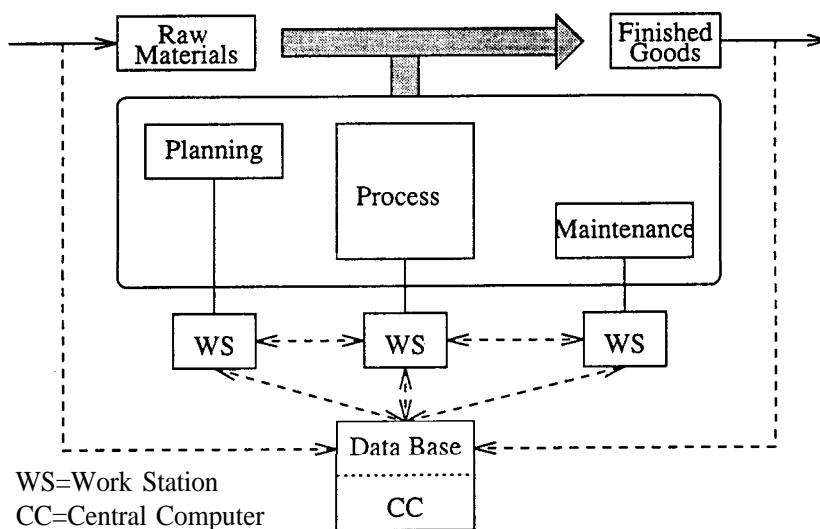 Raw
Materials
Finished
Goods
Planning
Process
Maintenance
WS
WS
WS
Data Base
CC
WS=Work Station
CC=Central Computer